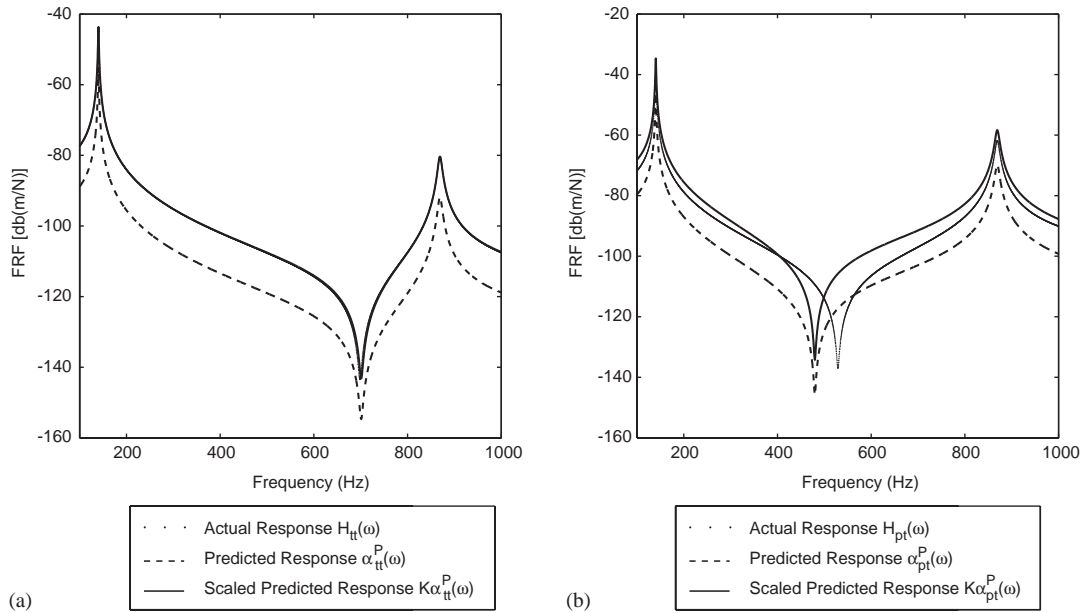 -40
-60
-80
-100
-120
-140
-160
FRF [db(m/N)]
200 400 600 800 1000
Frequency (Hz)
Actual Response H_tt(ω)
Predicted Response α^P_tt(ω)
Scaled Predicted Response Kα^P_tt(ω)
(a)
-20
-40
-60
-80
-100
-120
-140
-160
FRF [db(m/N)]
200 400 600 800 1000
Frequency (Hz)
Actual Response H_pt(ω)
Predicted Response α^P_pt(ω)
Scaled Predicted Response Kα^P_pt(ω)
(b)